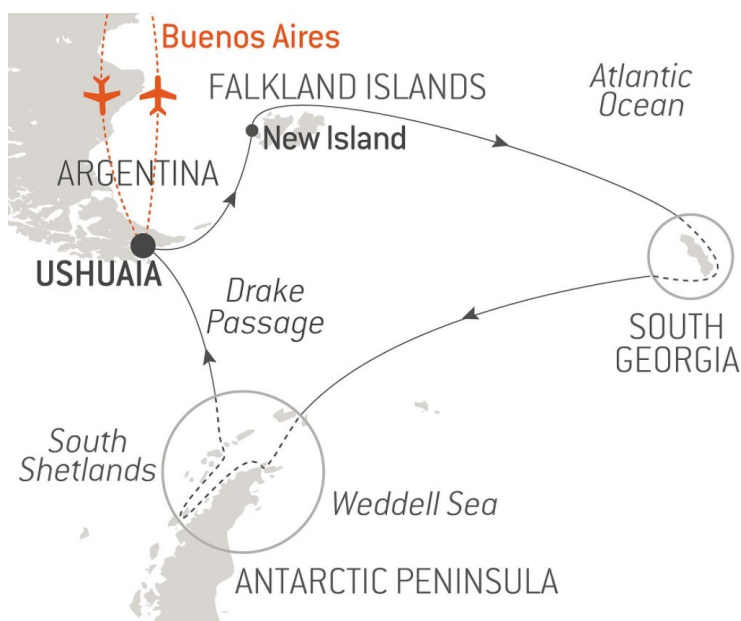 Buenos Aires
FALKLAND ISLANDS
Atlantic
Ocean
New Island
ARGENTINA
USHUAIA
Drake
Passage
SOUTH
GEORGIA
South
Shetlands
Weddell Sea
ANTARCTIC PENINSULA